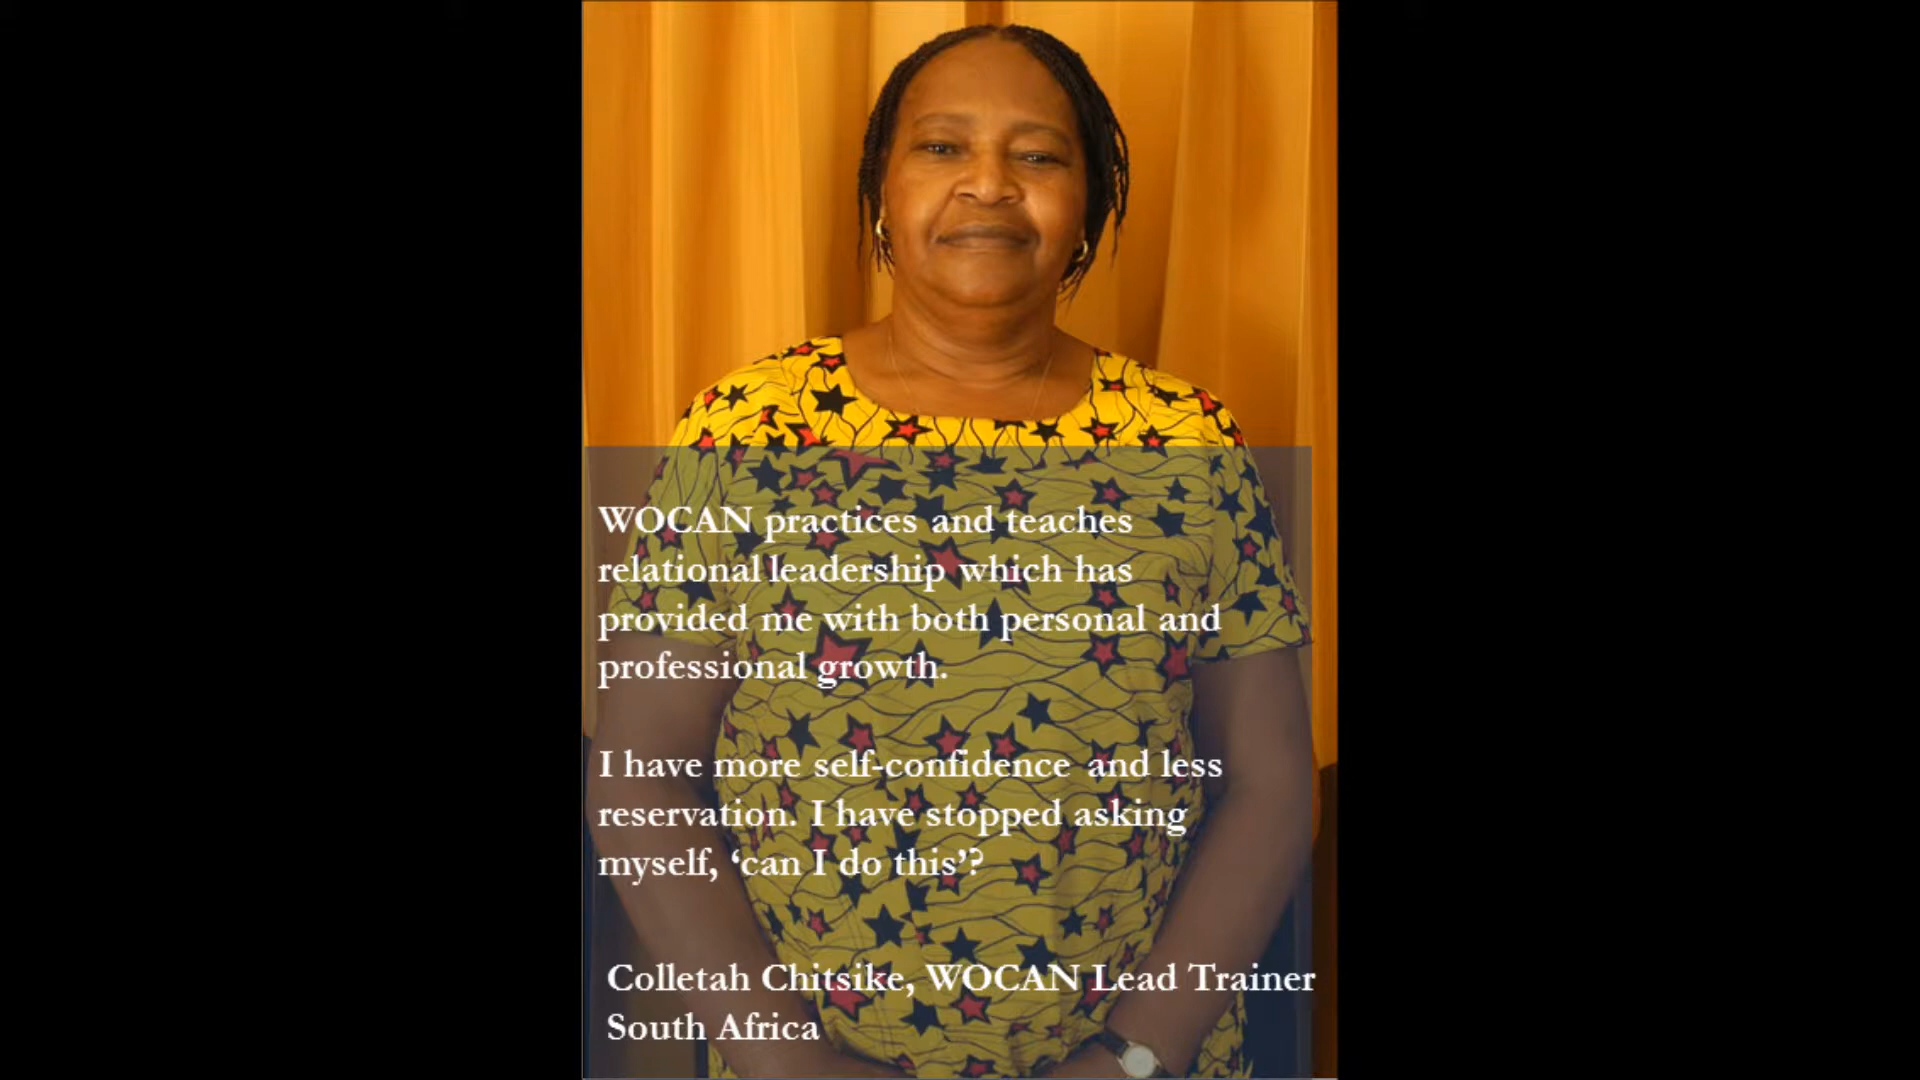 WOCAN practices and teaches
relational leadership which has
provided me with both personal and
professional growth.
I have more self-confidence and less
reservation. I have stopped asking
myself, ‘can I do this’?
Colletah Chitsike, WOCAN Lead Trainer
South Africa